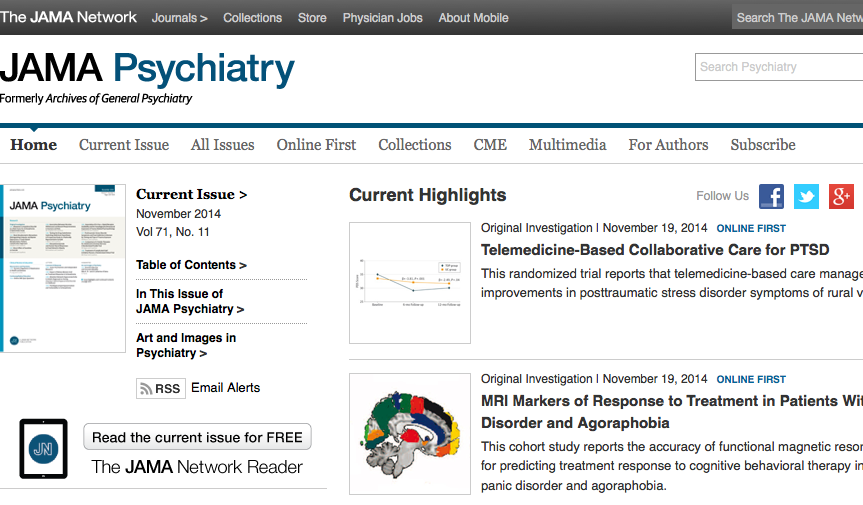 The JAMA Network Journals > Collections Store Physician Jobs About Mobile Search The JAMA Netw
JAMA Psychiatry
Formerly Archives of General Psychiatry
Search Psychiatry
Home Current Issue All Issues Online First Collections CME Multimedia For Authors Subscribe
JAMA Psychiatry
Current Issue >
November 2014
Vol 71, No. 11
Table of Contents >
In This Issue of
JAMA Psychiatry >
Art and Images in
Psychiatry >
RSS Email Alerts
JN
Read the current issue for FREE
The JAMA Network Reader
Current Highlights
Follow Us
f
g+
Original Investigation | November 19, 2014 ONLINE FIRST
Telemedicine-Based Collaborative Care for PTSD
This randomized trial reports that telemedicine-based care manage
improvements in posttraumatic stress disorder symptoms of rural v
Original Investigation | November 19, 2014 ONLINE FIRST
MRI Markers of Response to Treatment in Patients Wit
Disorder and Agoraphobia
This cohort study reports the accuracy of functional magnetic reso
for predicting treatment response to cognitive behavioral therapy in
panic disorder and agoraphobia.